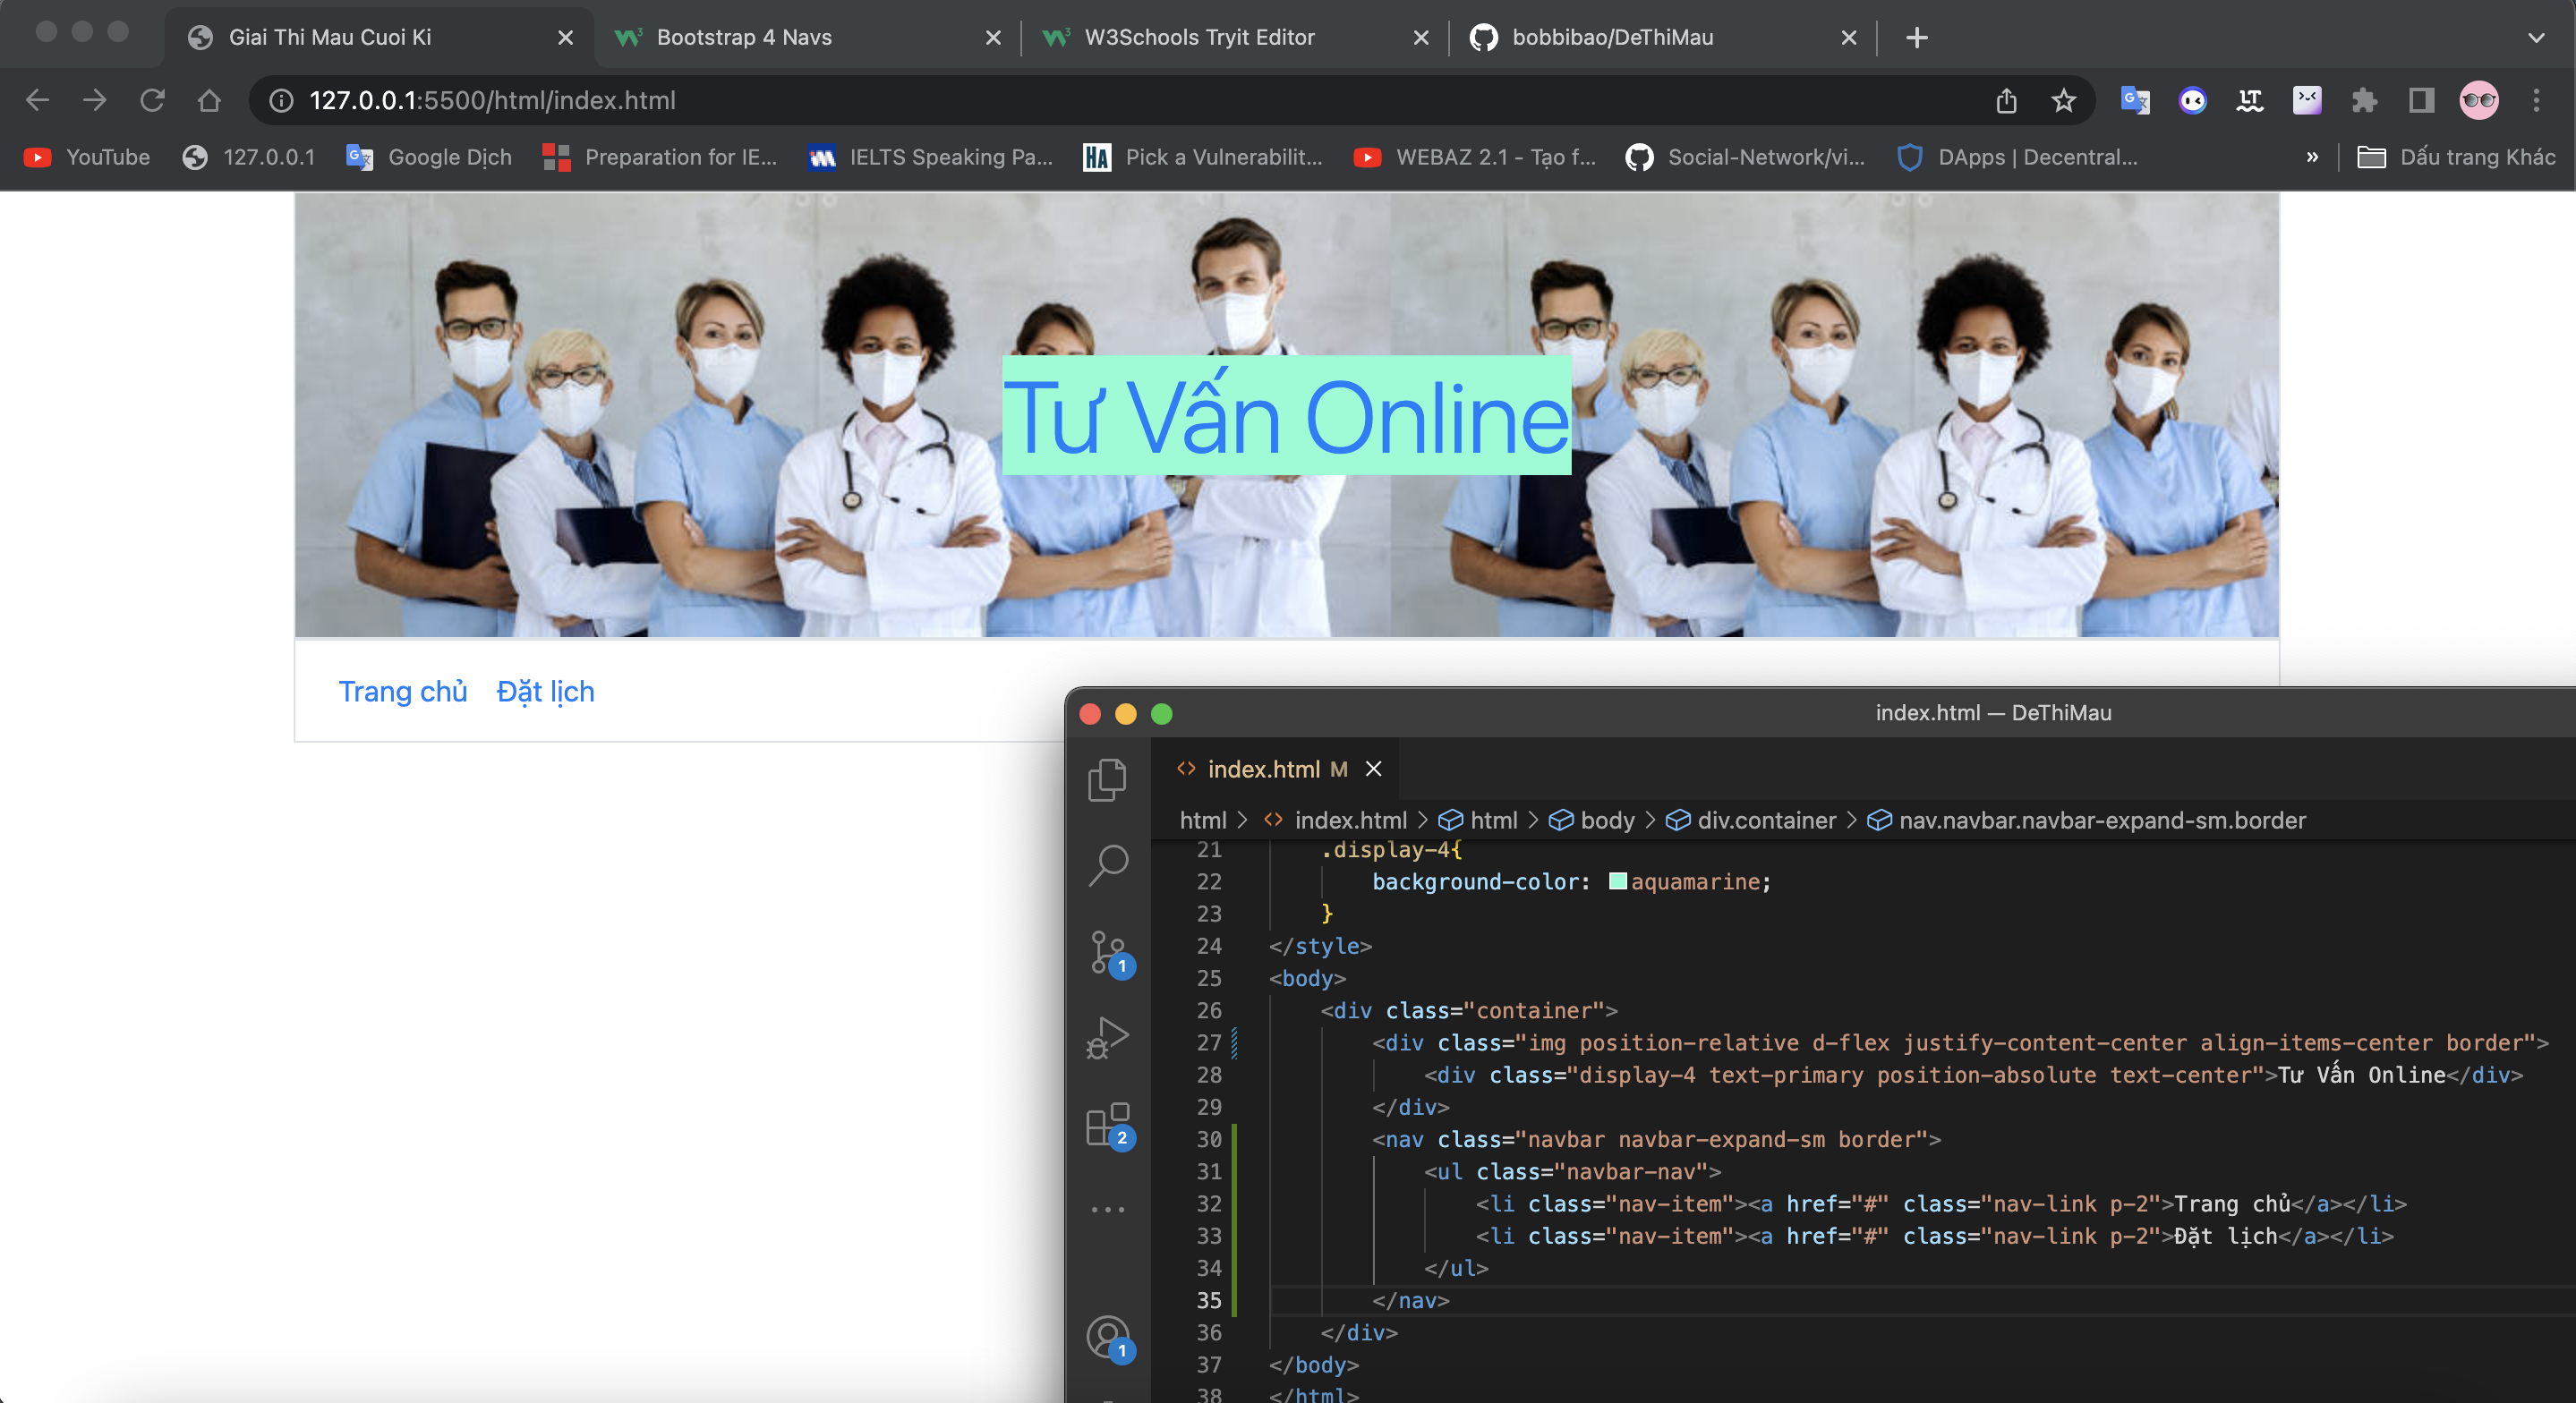 Giai Thi Mau Cuoi Ki
Bootstrap 4 Navs
W3Schools Tryit Editor
bobbibao/DeThiMau
127.0.0.1:5500/html/index.html
YouTube
127.0.0.1
Google Dịch
Preparation for IE...
IELTS Speaking Pa...
HA
Pick a Vulnerabilit...
WEBAZ 2.1 - Tạo f...
Social-Network/vi...
DApps | Decentral...
»
Dấu trang Khác
Tư Vấn Online
Trang chủ Đặt lịch
index.html — DeThiMau
index.html M
html > index.html > html > body > div.container > nav.navbar.navbar-expand-sm.border
21 .display-4{
22 background-color: aquamarine;
23 }
24 </style>
25 <body>
26 <div class="container">
27 <div class="img position-relative d-flex justify-content-center align-items-center border">
28 <div class="display-4 text-primary position-absolute text-center">Tư Vấn Online</div>
29 </div>
30 <nav class="navbar navbar-expand-sm border">
31 <ul class="navbar-nav">
32 <li class="nav-item"><a href="#" class="nav-link p-2">Trang chủ</a></li>
33 <li class="nav-item"><a href="#" class="nav-link p-2">Đặt lịch</a></li>
34 </ul>
35 </nav>
36 </div>
37 </body>
38 </html>
1
2
1